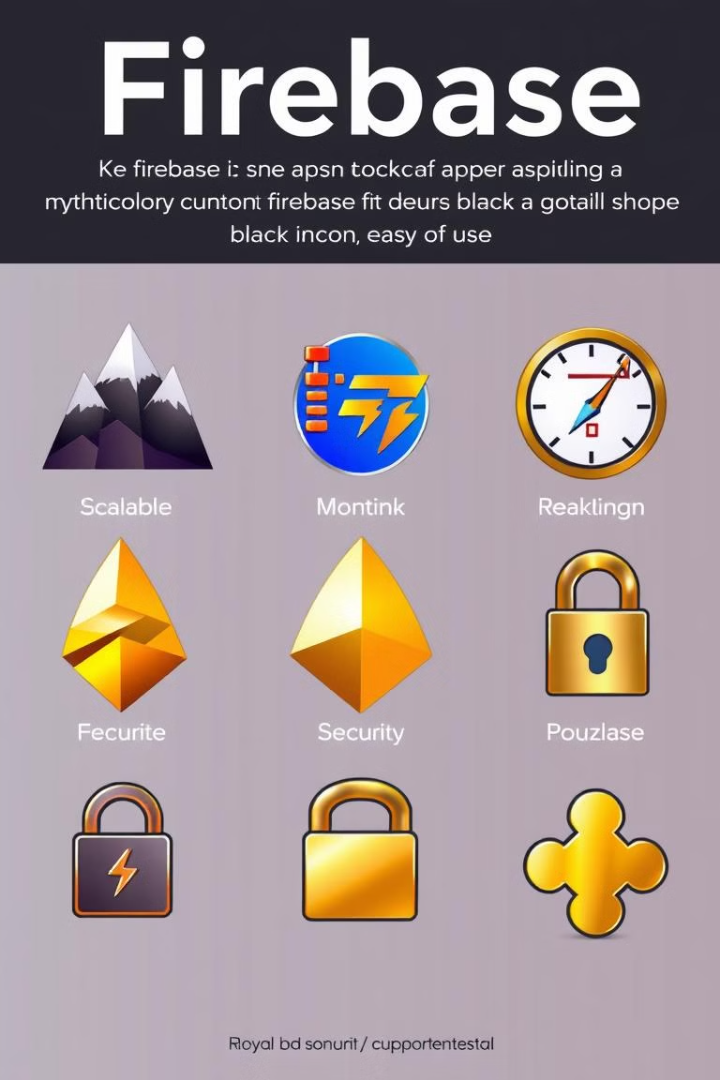 Firebase
Ke firebase i: sne apsn tockcaf apper aspitling a
mythticolory cuntont firebase fit deurs black a gotaill shope
black incon, easy of use
Scalable
Montink
Reaktingn
Fecurite
Security
Pouzlase
Royal bd sonurit / cupportentestal